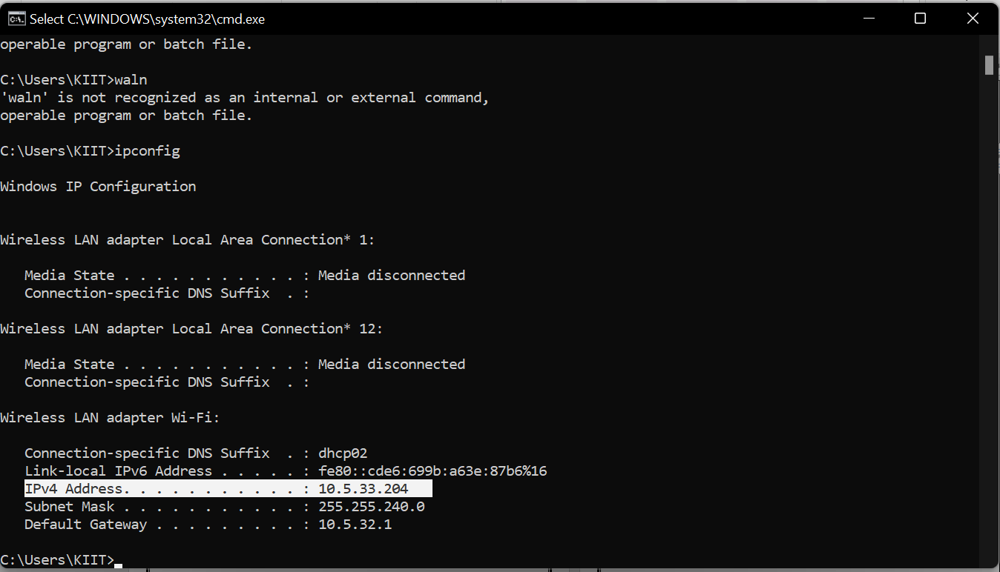 Select C:\WINDOWS\system32\cmd.exe
operable program or batch file.
C:\Users\KIIT>waln
'waln' is not recognized as an internal or external command,
operable program or batch file.
C:\Users\KIIT>ipconfig
Windows IP Configuration
Wireless LAN adapter Local Area Connection* 1:
Media State . . . . . . . . . . . : Media disconnected
Connection-specific DNS Suffix  . :
Wireless LAN adapter Local Area Connection* 12:
Media State . . . . . . . . . . . : Media disconnected
Connection-specific DNS Suffix  . :
Wireless LAN adapter Wi-Fi:
Connection-specific DNS Suffix  . : dhcp02
Link-local IPv6 Address . . . . . : fe80::cde6:699b:a63e:87b6%16
IPv4 Address. . . . . . . . . . . : 10.5.33.204
Subnet Mask . . . . . . . . . . . : 255.255.240.0
Default Gateway . . . . . . . . . : 10.5.32.1
C:\Users\KIIT>